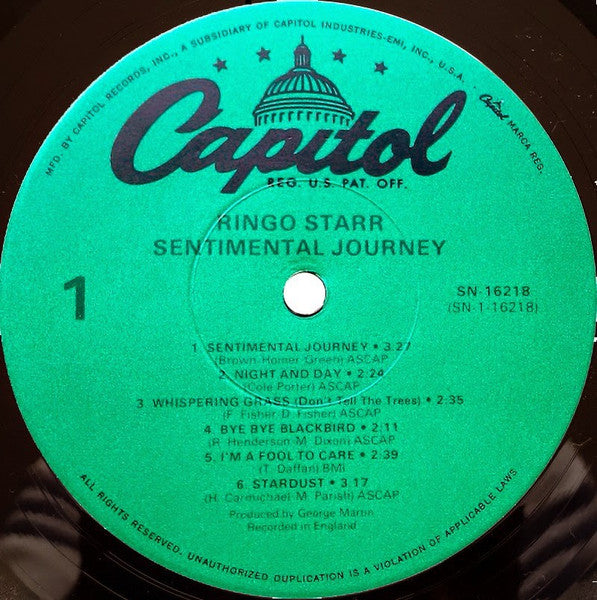 MFD. BY CAPITOL RECORDS, INC., A SUBSIDIARY OF CAPITOL INDUSTRIES-EMI, INC., U.S.A. • Capitol MARCA REG.
Capitol
REG. U.S. PAT. OFF.
RINGO STARR
SENTIMENTAL JOURNEY
1
SN-16218
(SN-1-16218)
1 SENTIMENTAL JOURNEY • 3:27
(Brown-Homer-Green) ASCAP
2. NIGHT AND DAY • 2:24
(Cole Porter) ASCAP
3. WHISPERING GRASS (Don't Tell The Trees) • 2:35
(F. Fisher-D. Fisher) ASCAP
4. BYE BYE BLACKBIRD • 2:11
(R. Henderson-M. Dixon) ASCAP
5. I'M A FOOL TO CARE • 2:39
(T. Daffan) BMI
6. STARDUST • 3:17
(H. Carmichael-M. Parish) ASCAP
Produced by George Martin
Recorded in England
ALL RIGHTS RESERVED. UNAUTHORIZED DUPLICATION IS A VIOLATION OF APPLICABLE LAWS